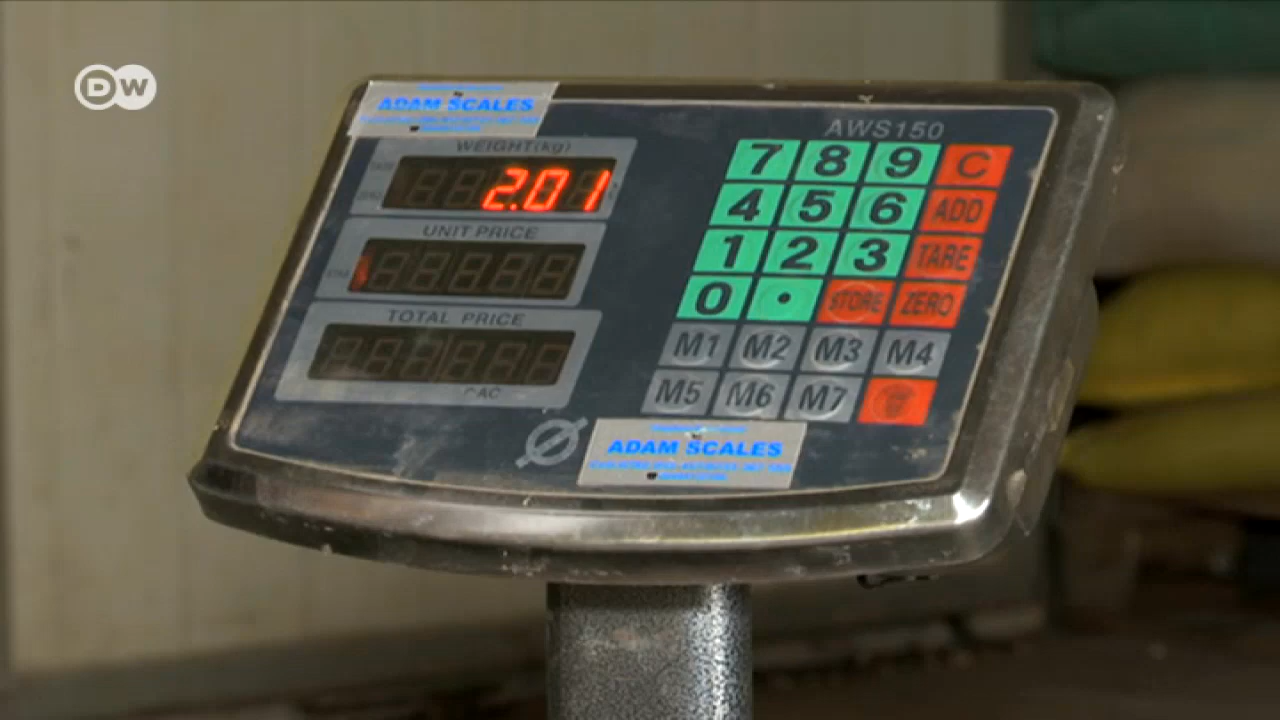 DW
ADAM SCALES
AWS150
WEIGHT(kg)
2.01
UNIT PRICE
TOTAL PRICE
7 8 9 C
4 5 6 ADD
1 2 3 TARE
0 . STORE ZERO
M1 M2 M3 M4
M5 M6 M7
ADAM SCALES